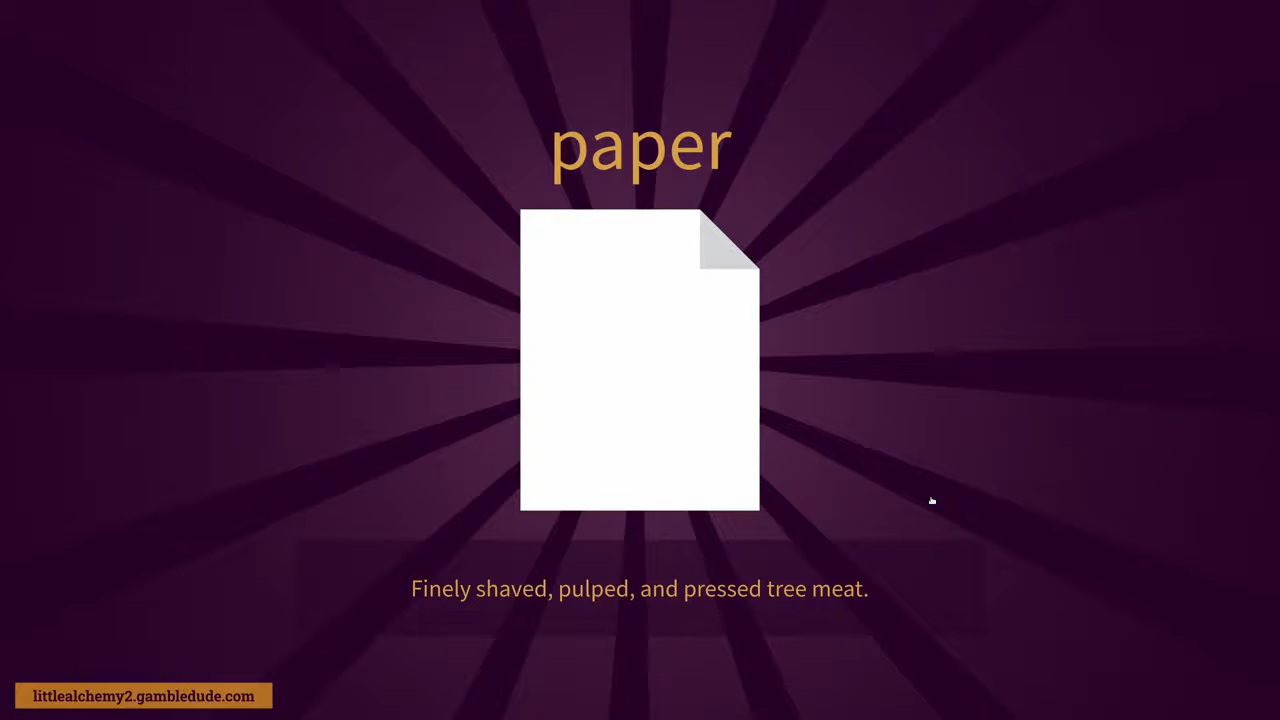 paper
Finely shaved, pulped, and pressed tree meat.
littlealchemy2.gambledude.com